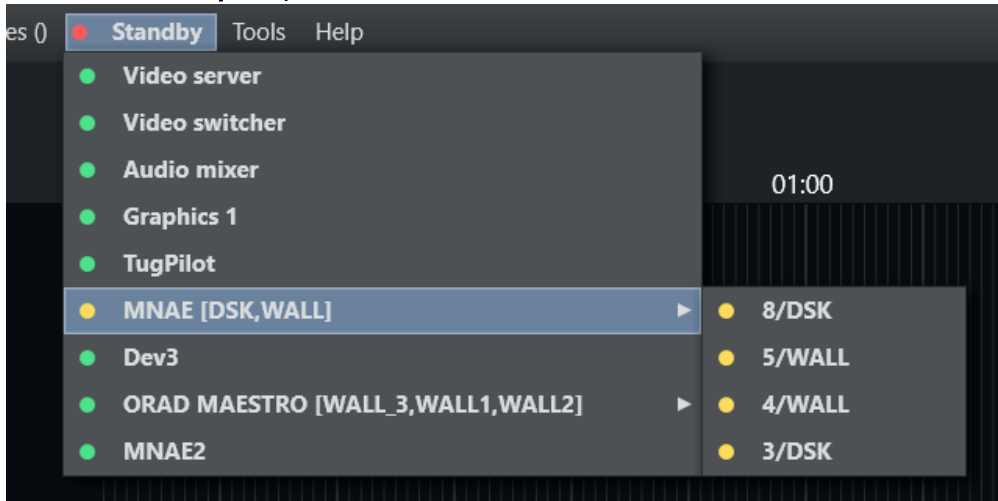 es () Standby Tools Help
Video server
Video switcher
Audio mixer
01:00
Graphics 1
TugPilot
MNAE [DSK,WALL]
8/DSK
Dev3
5/WALL
ORAD MAESTRO [WALL_3,WALL1,WALL2]
4/WALL
MNAE2
3/DSK